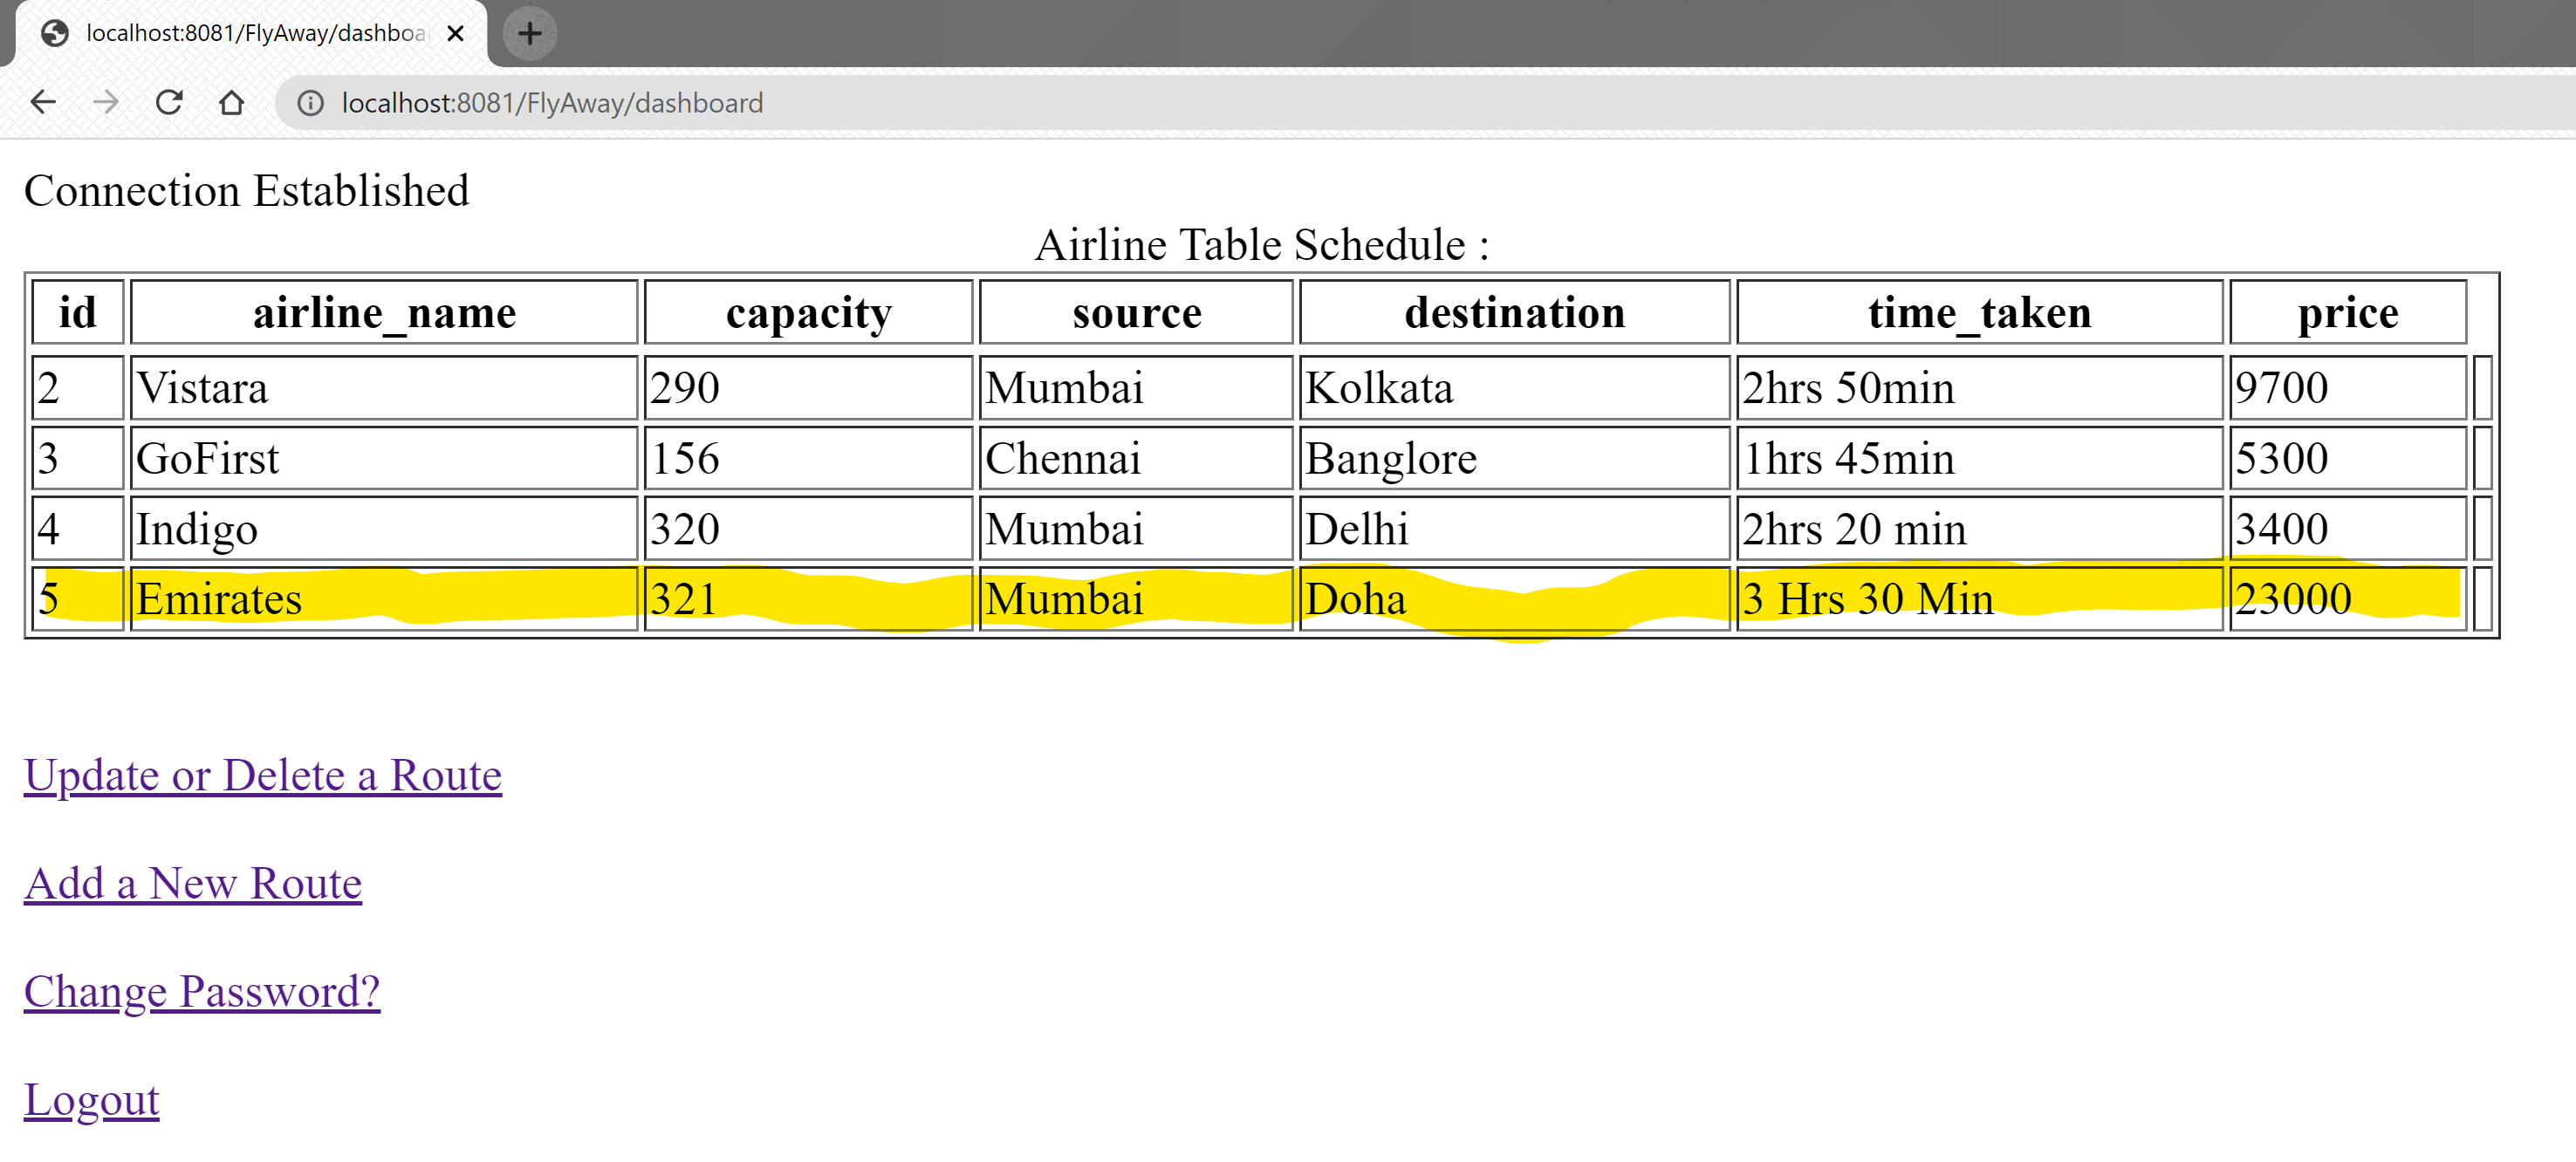 localhost:8081/FlyAway/dashboa
localhost:8081/FlyAway/dashboard
Connection Established
Airline Table Schedule :
id airline_name capacity source destination time_taken price
2 Vistara 290 Mumbai Kolkata 2hrs 50min 9700
3 GoFirst 156 Chennai Banglore 1hrs 45min 5300
4 Indigo 320 Mumbai Delhi 2hrs 20 min 3400
5 Emirates 321 Mumbai Doha 3 Hrs 30 Min 23000
Update or Delete a Route
Add a New Route
Change Password?
Logout